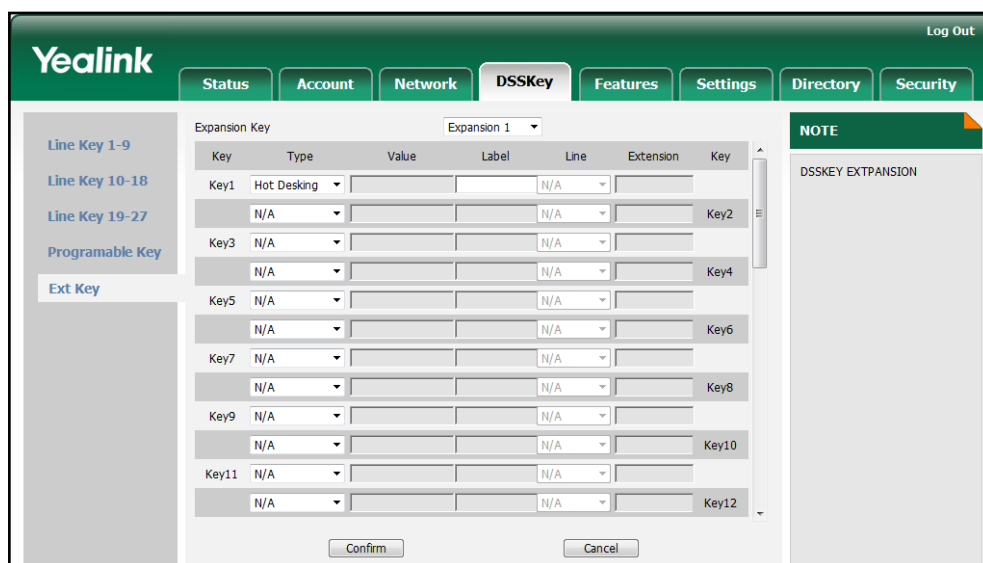 Log Out
Yealink
Status Account Network DSSKey Features Settings Directory Security
Line Key 1-9
Line Key 10-18
Line Key 19-27
Programable Key
Ext Key
Expansion Key Expansion 1
Key Type Value Label Line Extension Key
Key1 Hot Desking N/A
N/A N/A Key2
Key3 N/A N/A
N/A N/A Key4
Key5 N/A N/A
N/A N/A Key6
Key7 N/A N/A
N/A N/A Key8
Key9 N/A N/A
N/A N/A Key10
Key11 N/A N/A
N/A N/A Key12
Confirm Cancel
NOTE
DSSKEY EXTPANSION